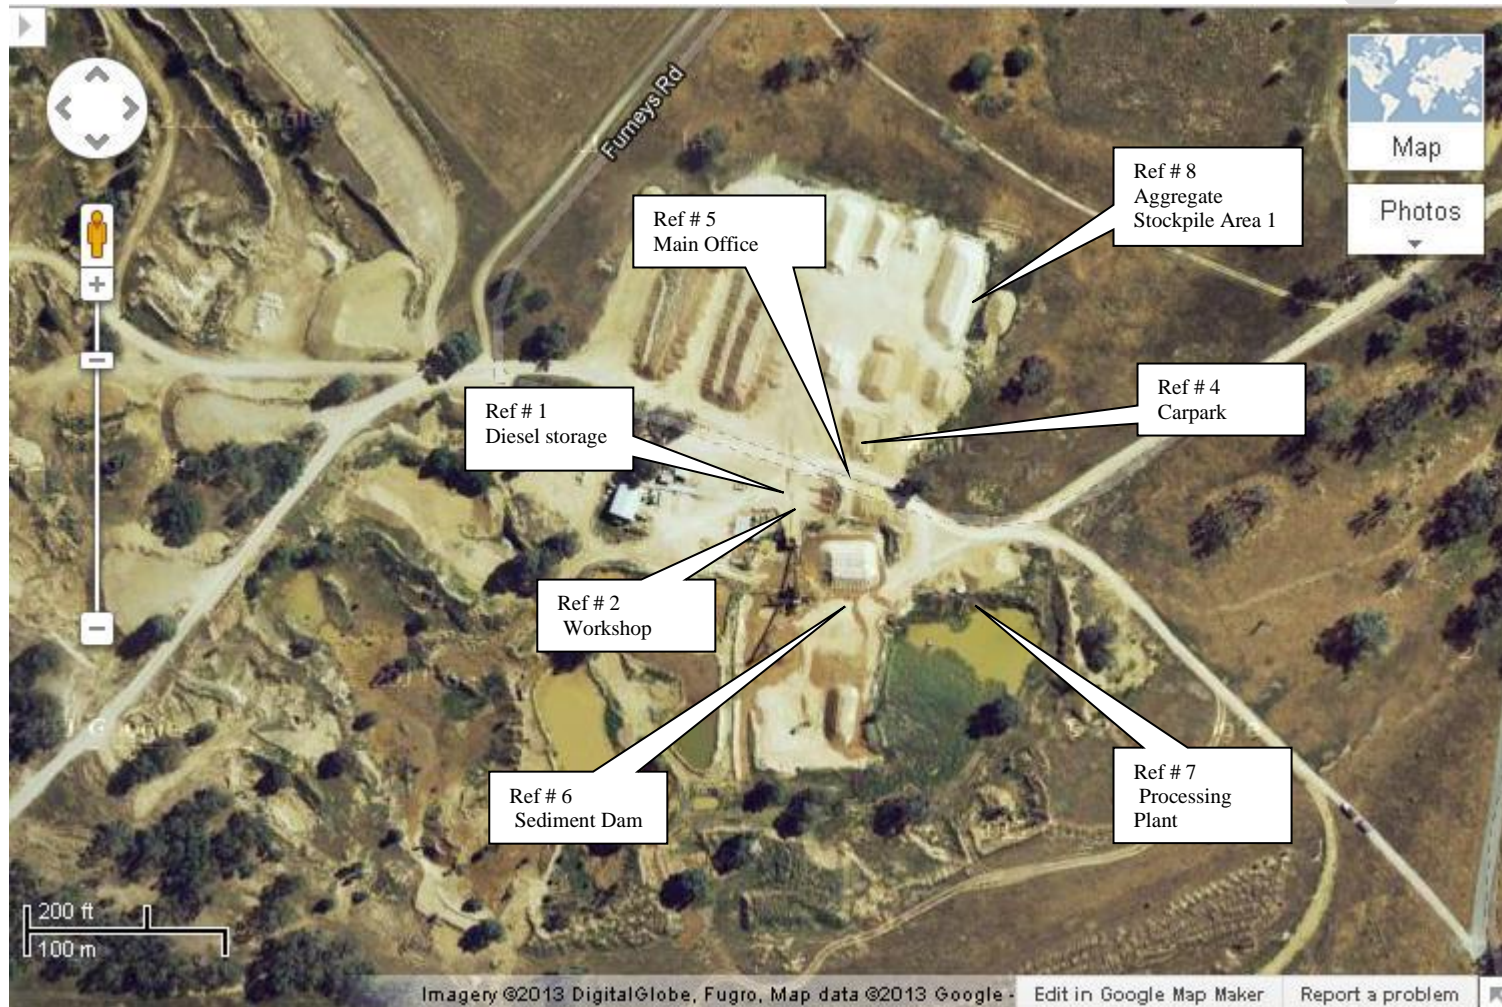 Furneys Rd
Map
Photos
Ref # 8
Aggregate
Stockpile Area 1
Ref # 5
Main Office
Ref # 4
Carpark
Ref # 1
Diesel storage
Ref # 2
Workshop
Ref # 6
Sediment Dam
Ref # 7
Processing
Plant
200 ft
100 m
Imagery ©2013 DigitalGlobe, Fugro, Map data ©2013 Google -
Edit in Google Map Maker
Report a problem